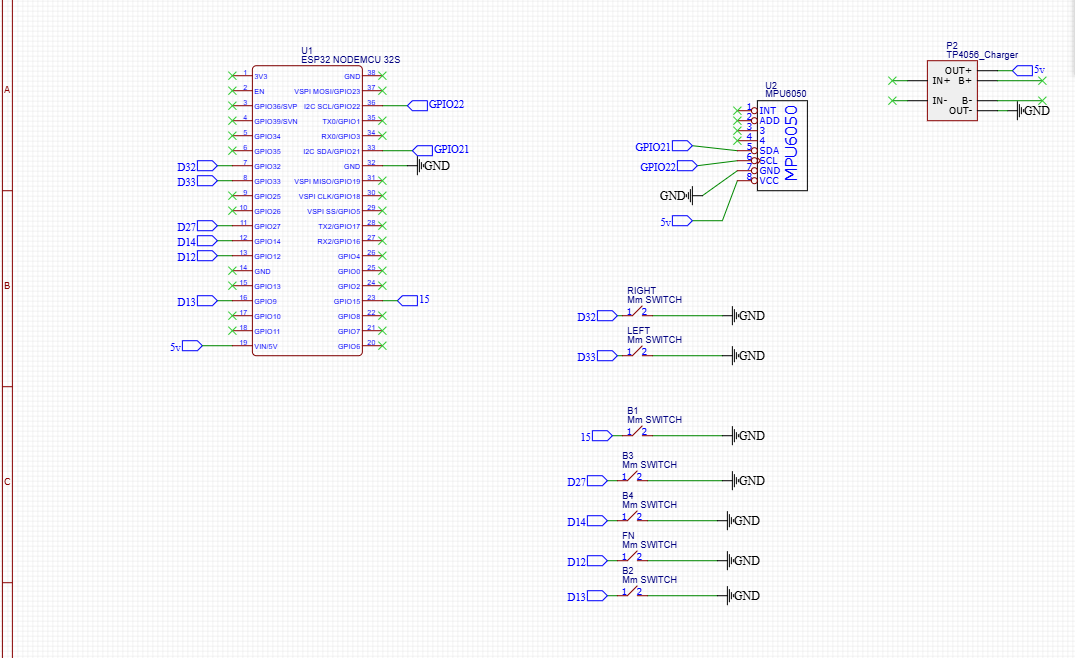 A
B
C
U1
ESP32 NODEMCU 32S
1 3V3 GND 38
2 EN VSPI MOSI/GPIO23 37
3 GPIO36/SVP I2C SCL/GPIO22 36 GPIO22
4 GPIO39/SVN TX0/GPIO1 35
5 GPIO34 RX0/GPIO3 34
6 GPIO35 I2C SDA/GPIO21 33 GPIO21
D32 7 GPIO32 GND 32 GND
D33 8 GPIO33 VSPI MISO/GPIO19 31
9 GPIO25 VSPI CLK/GPIO18 30
10 GPIO26 VSPI SS/GPIO5 29
D27 11 GPIO27 TX2/GPIO17 28
D14 12 GPIO14 RX2/GPIO16 27
D12 13 GPIO12 GPIO4 26
14 GND GPIO0 25
15 GPIO13 GPIO2 24
D13 16 GPIO9 GPIO15 23 15
17 GPIO10 GPIO8 22
18 GPIO11 GPIO7 21
5v 19 VIN/5V GPIO6 20
U2
MPU6050
1 INT
2 ADD
3 3
4 4
GPIO21 5 SDA
GPIO22 6 SCL
GND 7 GND
5v 8 VCC
MPU6050
P2
TP4056_Charger
OUT+ 5v
IN+ B+
IN- B-
OUT- GND
RIGHT
Mm SWITCH
D32 1 2 GND
LEFT
Mm SWITCH
D33 1 2 GND
B1
Mm SWITCH
15 1 2 GND
B3
Mm SWITCH
D27 1 2 GND
B4
Mm SWITCH
D14 1 2 GND
FN
Mm SWITCH
D12 1 2 GND
B2
Mm SWITCH
D13 1 2 GND